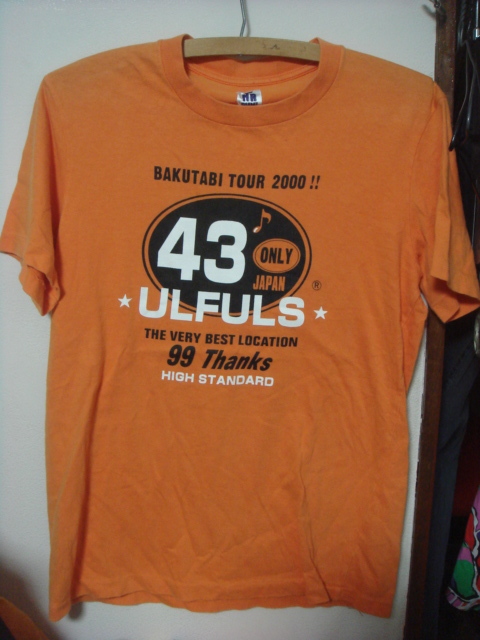 BAKUTABI TOUR 2000 !!
43
ONLY
JAPAN
®
★ULFULS★
THE VERY BEST LOCATION
99 Thanks
HIGH STANDARD